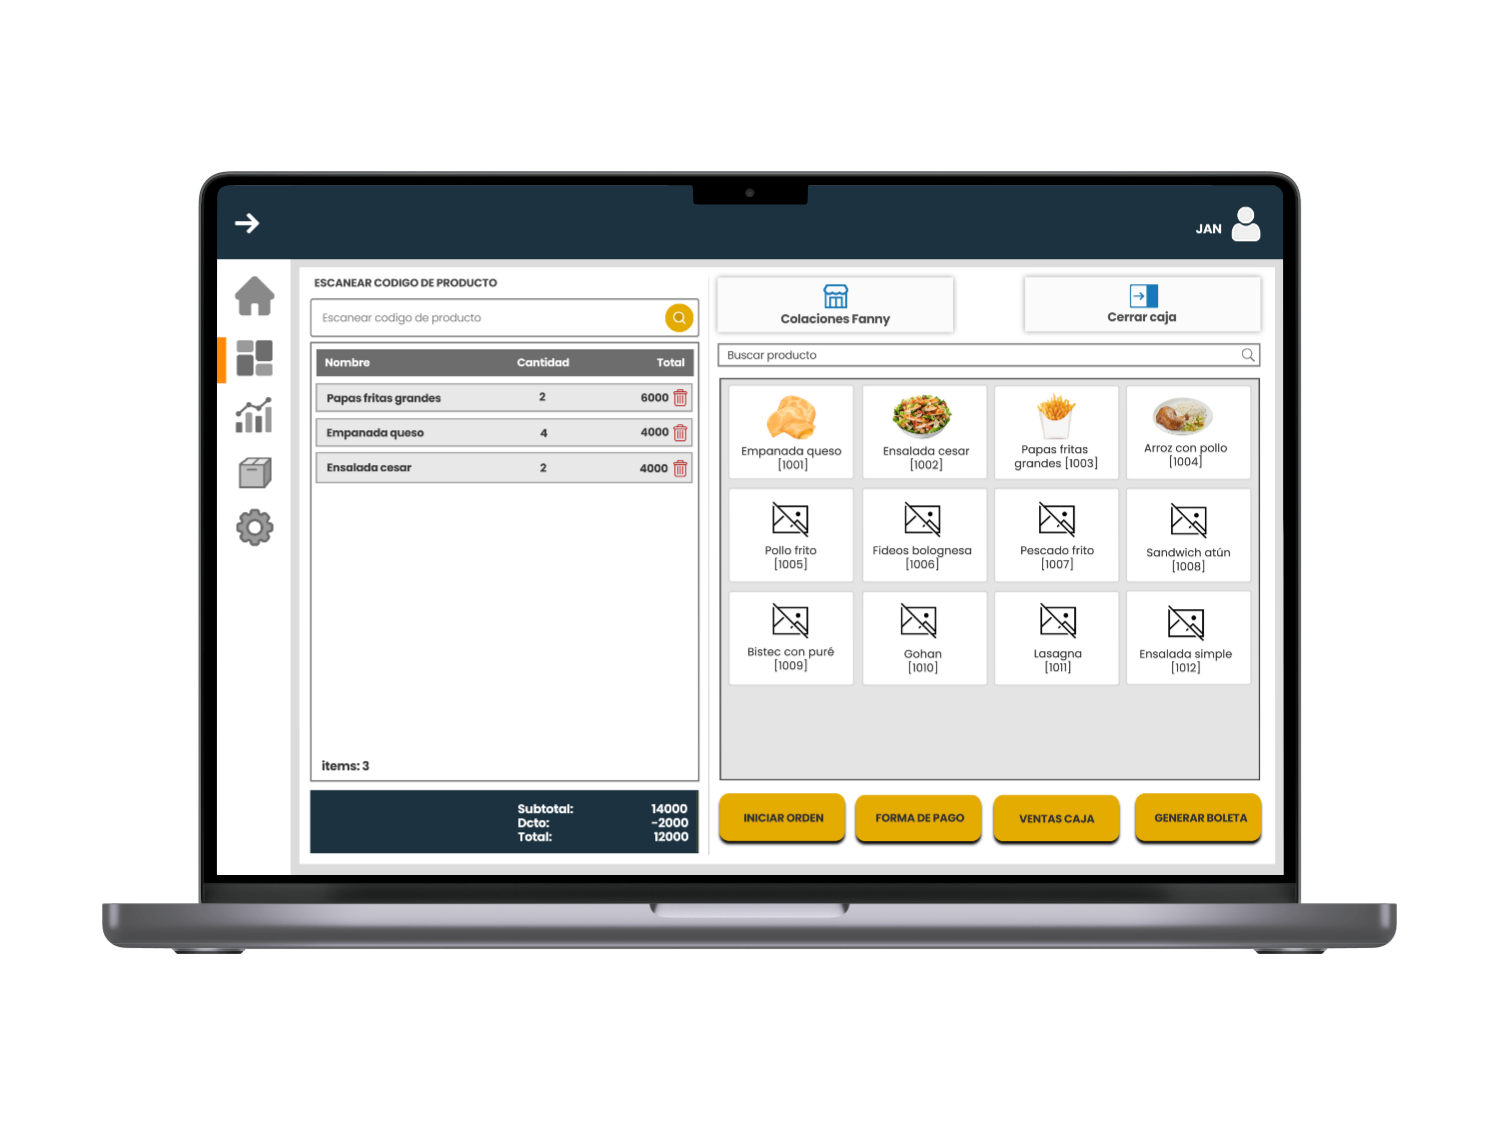 JAN
ESCANEAR CODIGO DE PRODUCTO
Escanear codigo de producto
Nombre Cantidad Total
Papas fritas grandes 2 6000
Empanada queso 4 4000
Ensalada cesar 2 4000
items: 3
Subtotal: 14000
Dcto: -2000
Total: 12000
Colaciones Fanny
Cerrar caja
Buscar producto
Empanada queso
[1001]
Ensalada cesar
[1002]
Papas fritas
grandes [1003]
Arroz con pollo
[1004]
Pollo frito
[1005]
Fideos bolognesa
[1006]
Pescado frito
[1007]
Sandwich atún
[1008]
Bistec con puré
[1009]
Gohan
[1010]
Lasagna
[1011]
Ensalada simple
[1012]
INICIAR ORDEN
FORMA DE PAGO
VENTAS CAJA
GENERAR BOLETA